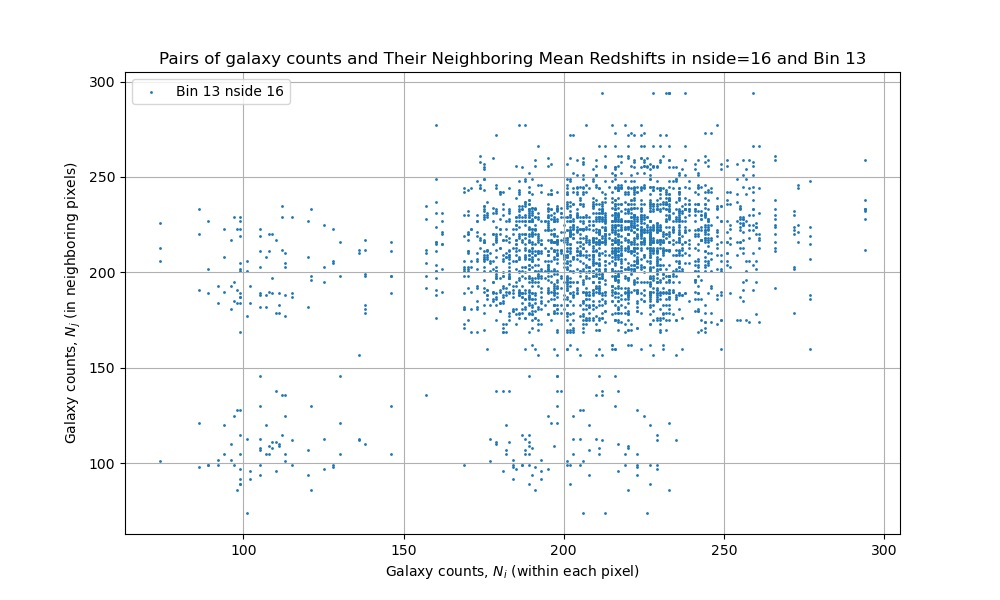 Pairs of galaxy counts and Their Neighboring Mean Redshifts in nside=16 and Bin 13
Bin 13 nside 16
300
250
200
150
100
Galaxy counts, N_j (in neighboring pixels)
100 150 200 250 300
Galaxy counts, N_i (within each pixel)